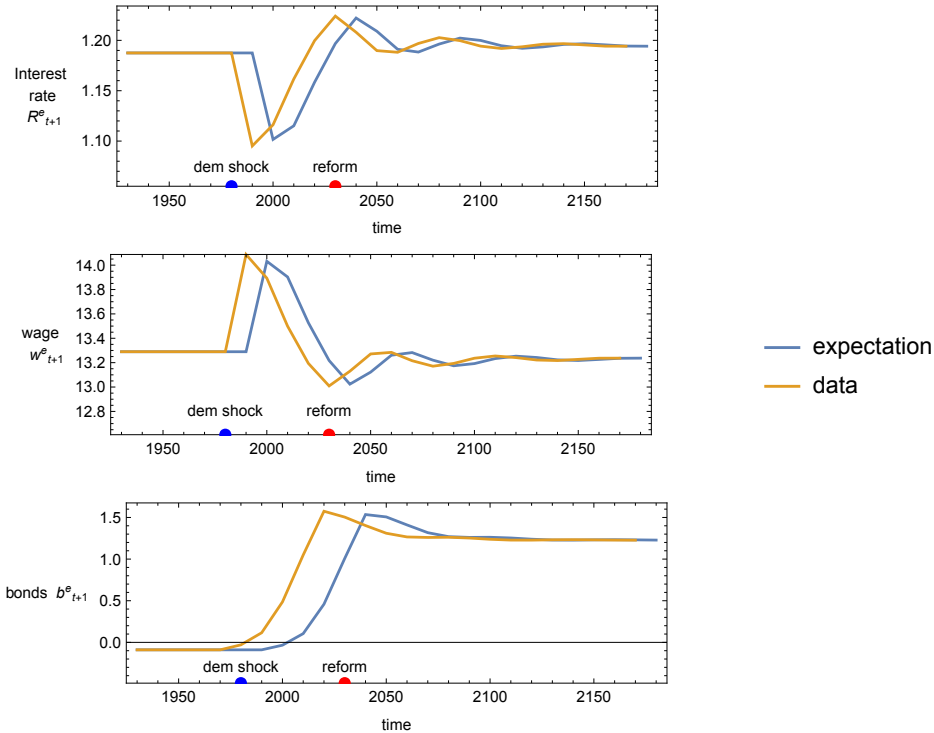 1.20
1.15
1.10
Interest
rate
R^e_{t+1}
dem shock
reform
1950 2000 2050 2100 2150
time
14.0
13.8
13.6
13.4
13.2
13.0
12.8
wage
w^e_{t+1}
dem shock
reform
1950 2000 2050 2100 2150
time
expectation
data
1.5
1.0
0.5
0.0
bonds b^e_{t+1}
dem shock
reform
1950 2000 2050 2100 2150
time